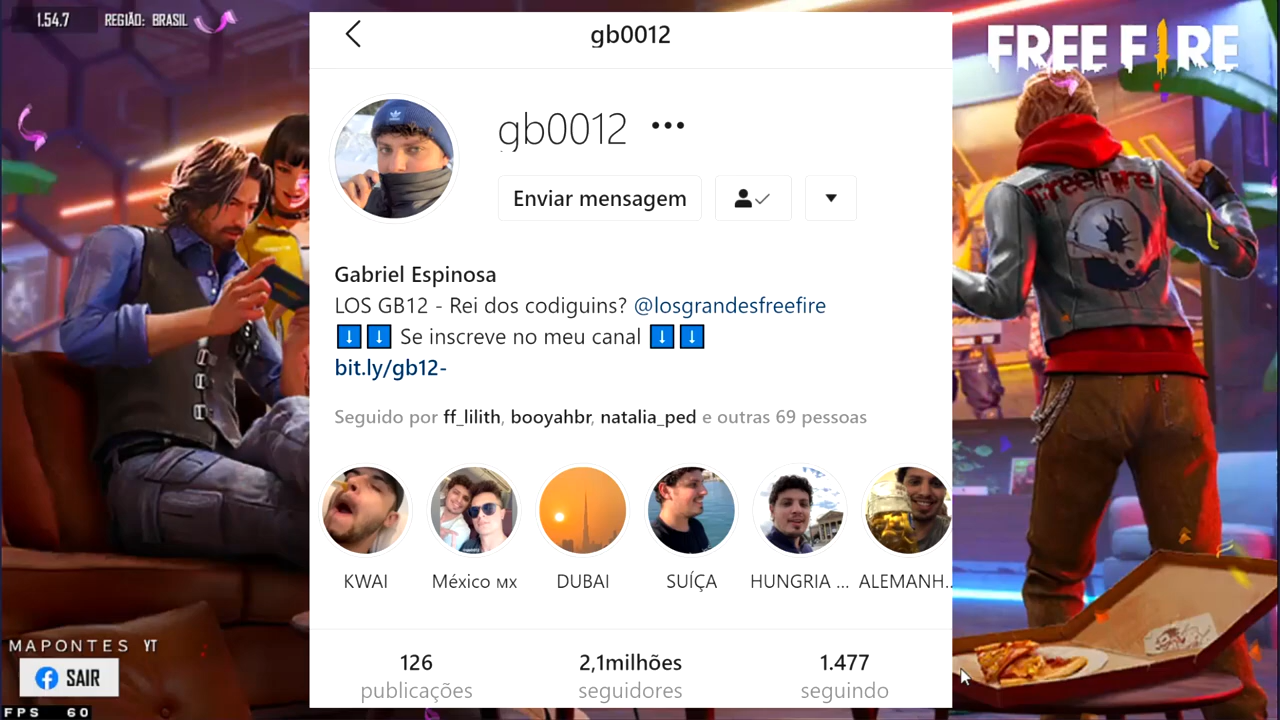 1.54.7
REGIÃO: BRASIL
FREE FIRE
gb0012
gb0012 •••
Enviar mensagem
Gabriel Espinosa
LOS GB12 - Rei dos codiguins? @losgrandesfreefire
⬇️⬇️ Se inscreve no meu canal ⬇️⬇️
bit.ly/gb12-
Seguido por ff_lilith, booyahbr, natalia_ped e outras 69 pessoas
KWAI
México MX
DUBAI
SUÍÇA
HUNGRIA ...
ALEMANH...
126
publicações
2,1milhões
seguidores
1.477
seguindo
FreeFire
MAPONTES YT
SAIR
FPS 60